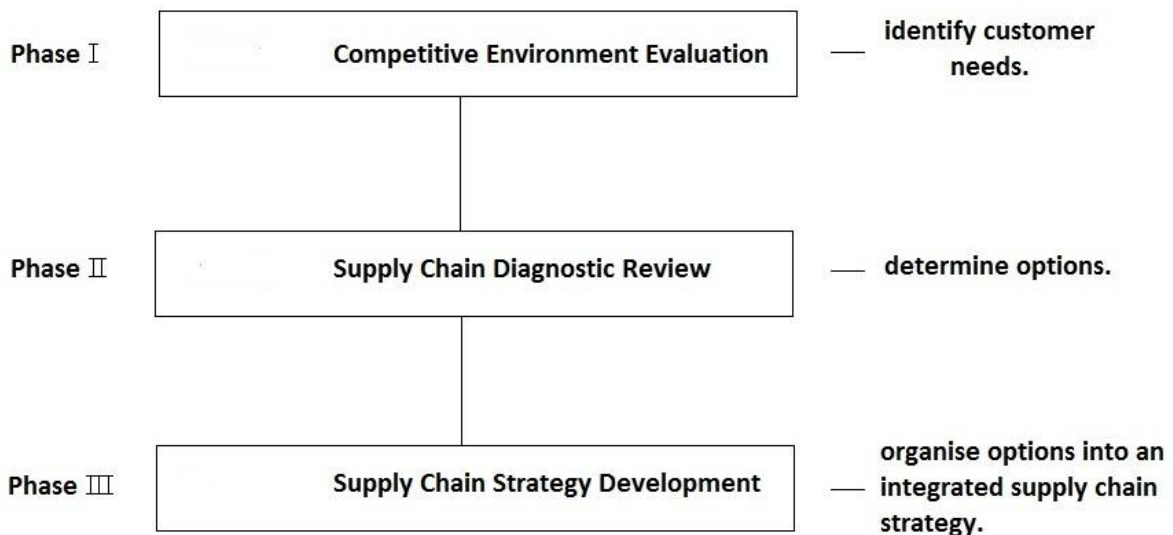 Phase Ⅰ
Competitive Environment Evaluation
identify customer
needs.
Phase Ⅱ
Supply Chain Diagnostic Review
determine options.
Phase Ⅲ
Supply Chain Strategy Development
organise options into an
integrated supply chain
strategy.